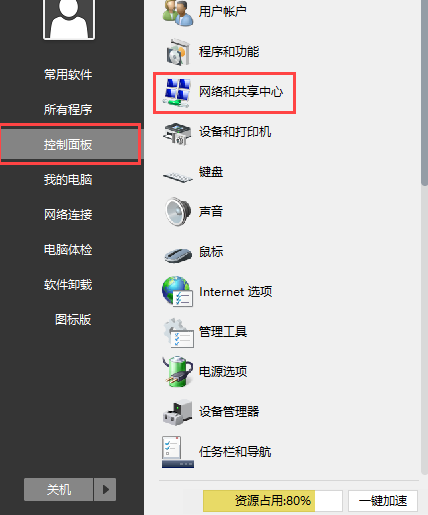 用户帐户
程序和功能
网络和共享中心
设备和打印机
键盘
声音
鼠标
Internet 选项
管理工具
电源选项
设备管理器
任务栏和导航
常用软件
所有程序
控制面板
我的电脑
网络连接
电脑体检
软件卸载
图标版
关机
资源占用:80%
一键加速